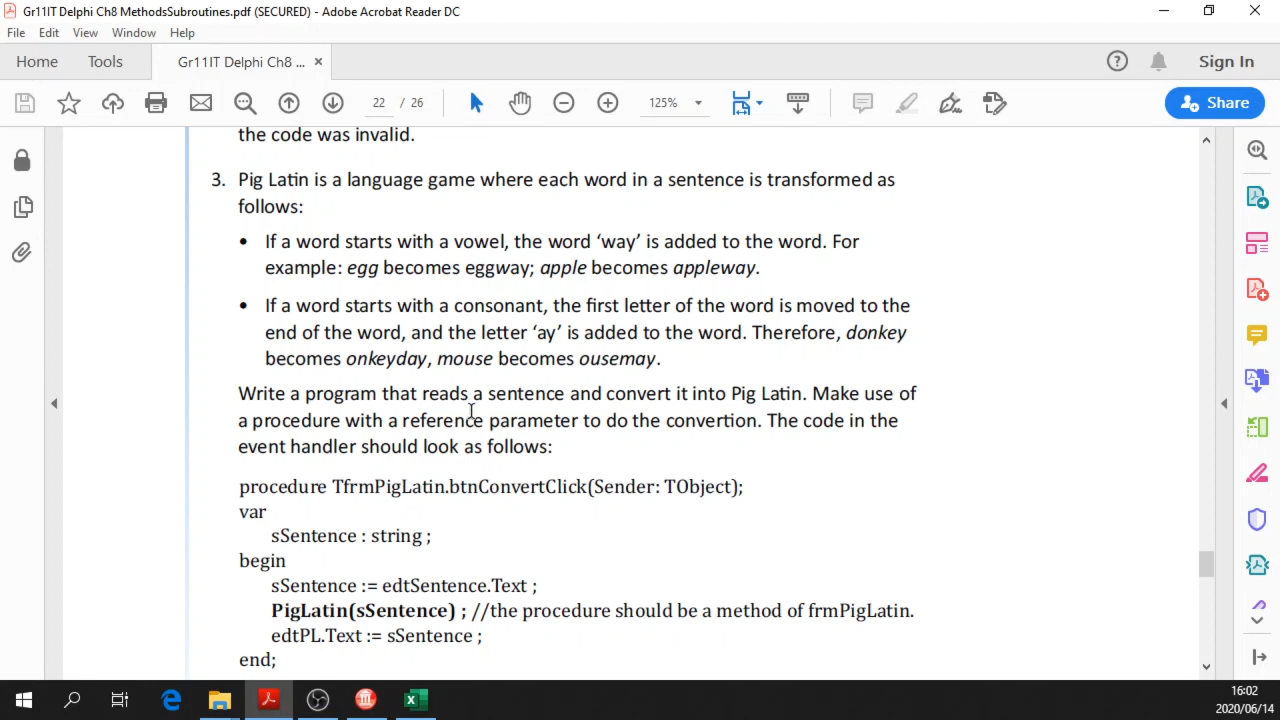 Gr11IT Delphi Ch8 MethodsSubroutines.pdf (SECURED) - Adobe Acrobat Reader DC
File Edit View Window Help
Home Tools Gr11IT Delphi Ch8 ... × Sign In
22 / 26 125% Share
the code was invalid.
3. Pig Latin is a language game where each word in a sentence is transformed as
follows:
• If a word starts with a vowel, the word ‘way’ is added to the word. For
example: egg becomes eggway; apple becomes appleway.
• If a word starts with a consonant, the first letter of the word is moved to the
end of the word, and the letter ‘ay’ is added to the word. Therefore, donkey
becomes onkeyday, mouse becomes ousemay.
Write a program that reads a sentence and convert it into Pig Latin. Make use of
a procedure with a reference parameter to do the convertion. The code in the
event handler should look as follows:
procedure TfrmPigLatin.btnConvertClick(Sender: TObject);
var
sSentence : string ;
begin
sSentence := edtSentence.Text ;
PigLatin(sSentence) ; //the procedure should be a method of frmPigLatin.
edtPL.Text := sSentence ;
end;
16:02
2020/06/14